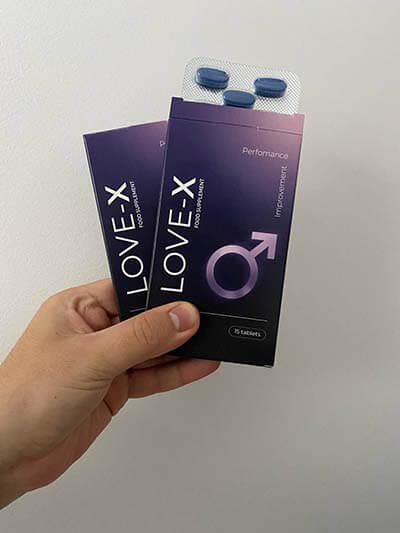 P
LOVE-X
FOOD SUPPLEMENT
Perfomance
Improvement
LOVE-X
FOOD SUPPLEMENT
15 tablets